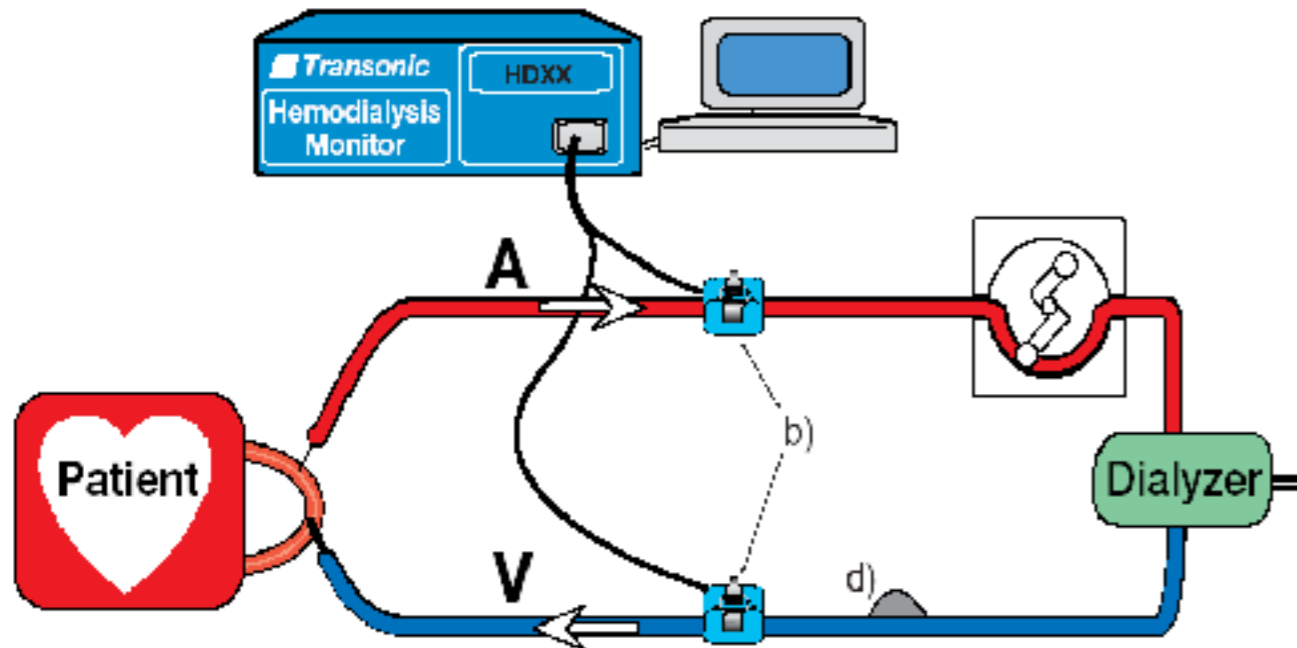 Transonic
HDXX
Hemodialysis
Monitor
A
b)
Patient
Dialyzer
V
d)